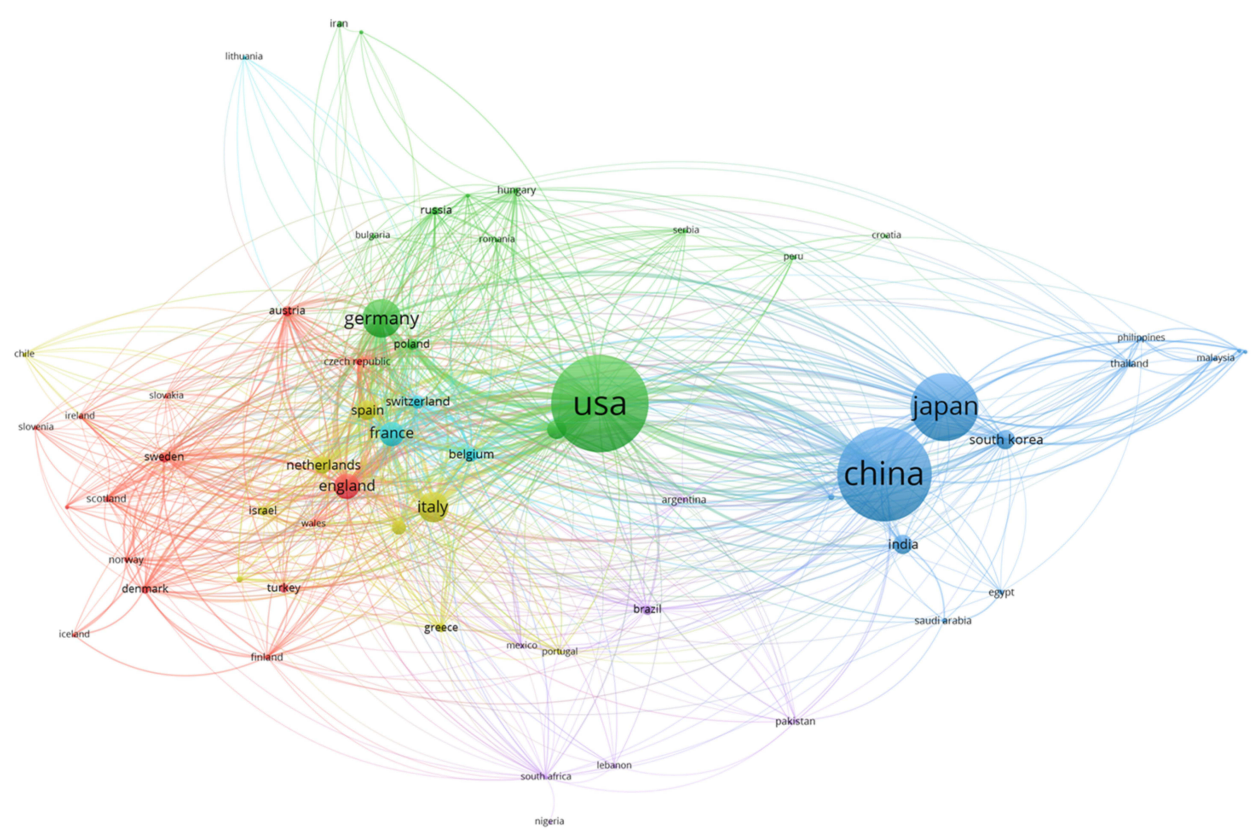 iran
lithuania
hungary
russia
bulgaria
romania
serbia
croatia
peru
austria
germany
poland
czech republic
chile
philippines
malaysia
thailand
slovakia
switzerland
usa
japan
spain
ireland
slovenia
france
south korea
belgium
sweden
netherlands
china
england
scotland
argentina
israel
italy
wales
india
norway
denmark
turkey
egypt
brazil
saudi arabia
greece
iceland
mexico
portugal
finland
pakistan
lebanon
south africa
nigeria